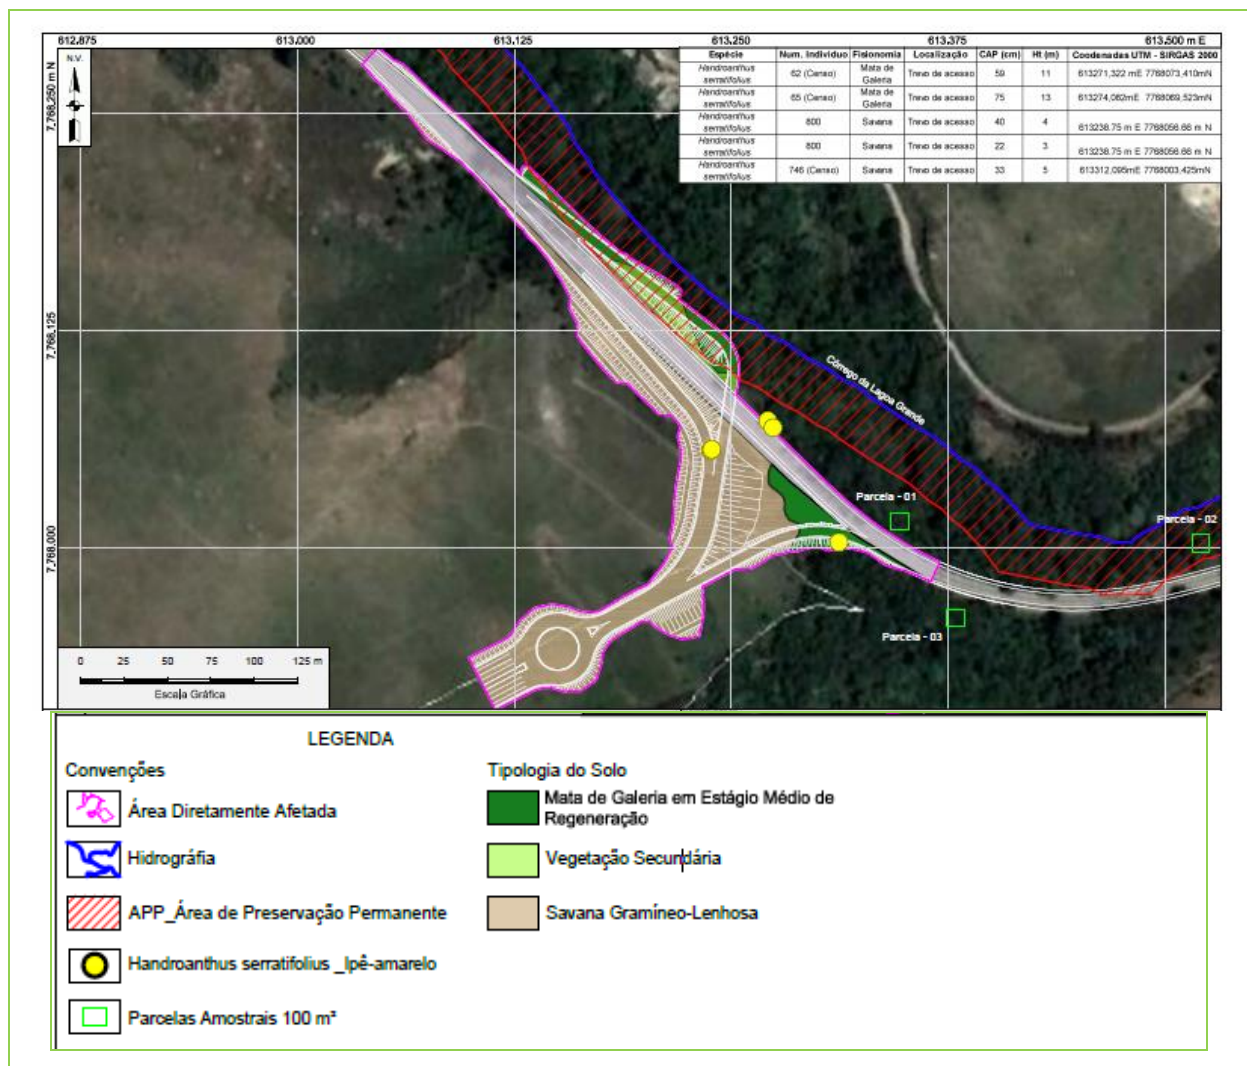 612.875 613.000 613.125 613.250 613.375 613.500 m E
N.V.
7.768.250 m N
7.768.125
7.768.000
Espécie Num. Individuo Fisionomia Localização CAP (cm) Ht (m) Coodenadas UTM - SIRGAS 2000
Handroanthus serratifolius 62 (Censo) Mata de Galeria Trevo de acesso 59 11 613271,322 mE 7768073,410mN
Handroanthus serratifolius 65 (Censo) Mata de Galeria Trevo de acesso 75 13 613274,062mE 7768069,523mN
Handroanthus serratifolius 800 Savana Trevo de acesso 40 4 613238.75 m E 7768056.66 m N
Handroanthus serratifolius 800 Savana Trevo de acesso 22 3 613238.75 m E 7768056.66 m N
Handroanthus serratifolius 746 (Censo) Savana Trevo de acesso 33 5 613312,095mE 7768003,425mN
Córrego da Lagoa Grande
Parcela - 01
Parcela - 02
Parcela - 03
0 25 50 75 100 125 m
Escala Gráfica
LEGENDA
Convenções
Área Diretamente Afetada
Hidrográfia
APP_Área de Preservação Permanente
Handroanthus serratifolius _Ipê-amarelo
Parcelas Amostrais 100 m²
Tipologia do Solo
Mata de Galeria em Estágio Médio de
Regeneração
Vegetação Secundária
Savana Gramíneo-Lenhosa